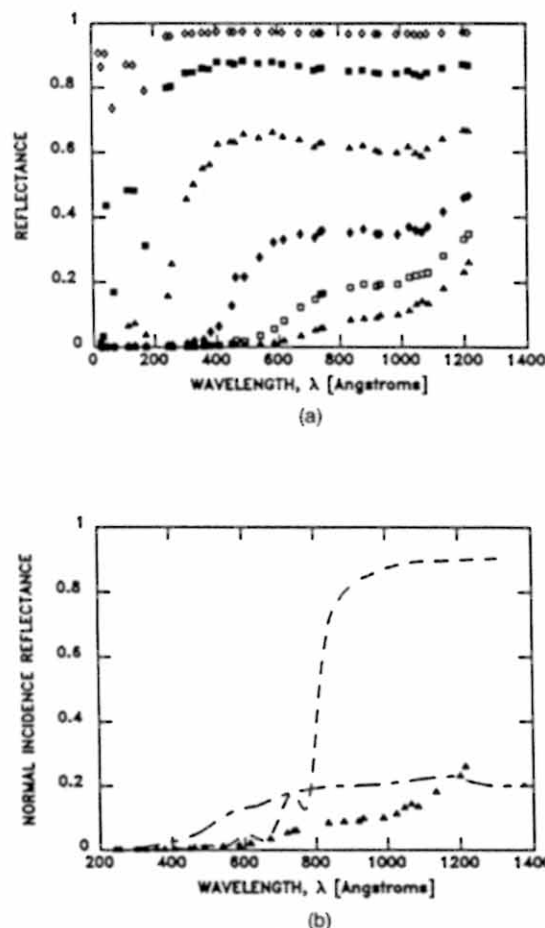 1
0.8
0.6
0.4
0.2
0
REFLECTANCE
0 200 400 600 800 1000 1200 1400
WAVELENGTH, λ [Angstroms]
(a)
1
0.8
0.6
0.4
0.2
0
NORMAL INCIDENCE REFLECTANCE
200 400 600 800 1000 1200 1400
WAVELENGTH, λ [Angstroms]
(b)